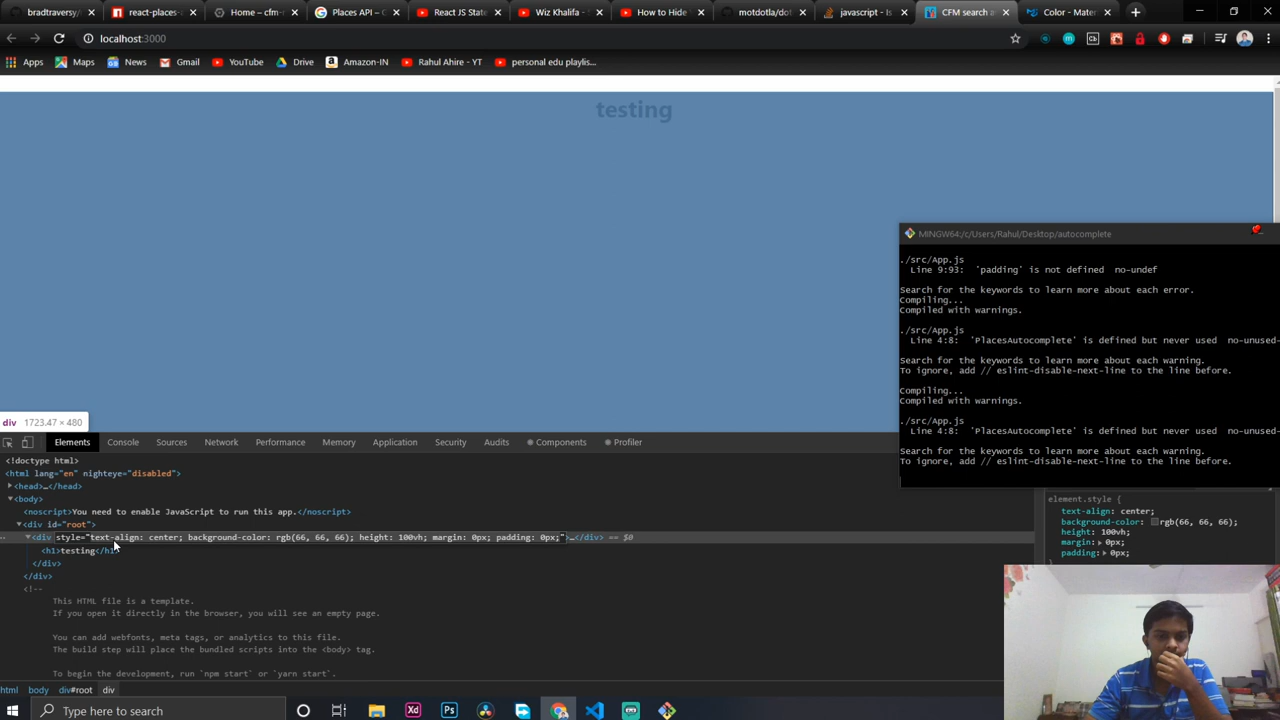 bradtraversy/
react-places-
Home – cfm-r
Places API –
React JS State
Wiz Khalifa -
How to Hide
motdotla/dot
javascript - Is
CFM search a
Color - Mater
localhost:3000
Apps
Maps
News
Gmail
YouTube
Drive
Amazon-IN
Rahul Ahire - YT
personal edu playlis...
testing
MINGW64:/c/Users/Rahul/Desktop/autocomplete
./src/App.js
Line 9:93: 'padding' is not defined no-undef
Search for the keywords to learn more about each error.
Compiling...
Compiled with warnings.
./src/App.js
Line 4:8: 'PlacesAutocomplete' is defined but never used no-unused-
Search for the keywords to learn more about each warning.
To ignore, add // eslint-disable-next-line to the line before.
Compiling...
Compiled with warnings.
./src/App.js
Line 4:8: 'PlacesAutocomplete' is defined but never used no-unused-
Search for the keywords to learn more about each warning.
To ignore, add // eslint-disable-next-line to the line before.
div 1723.47 × 480
Elements Console Sources Network Performance Memory Application Security Audits Components Profiler
<!doctype html>
<html lang="en" nighteye="disabled">
<head>…</head>
<body>
<noscript>You need to enable JavaScript to run this app.</noscript>
<div id="root">
<div style="text-align: center; background-color: rgb(66, 66, 66); height: 100vh; margin: 0px; padding: 0px;">…</div> == $0
<h1>testing</h1>
</div>
</div>
<!--
This HTML file is a template.
If you open it directly in the browser, you will see an empty page.
You can add webfonts, meta tags, or analytics to this file.
The build step will place the bundled scripts into the <body> tag.
To begin the development, run `npm start` or `yarn start`.
element.style {
text-align: center;
background-color: rgb(66, 66, 66);
height: 100vh;
margin: 0px;
padding: 0px;
}
html body div#root div
Type here to search